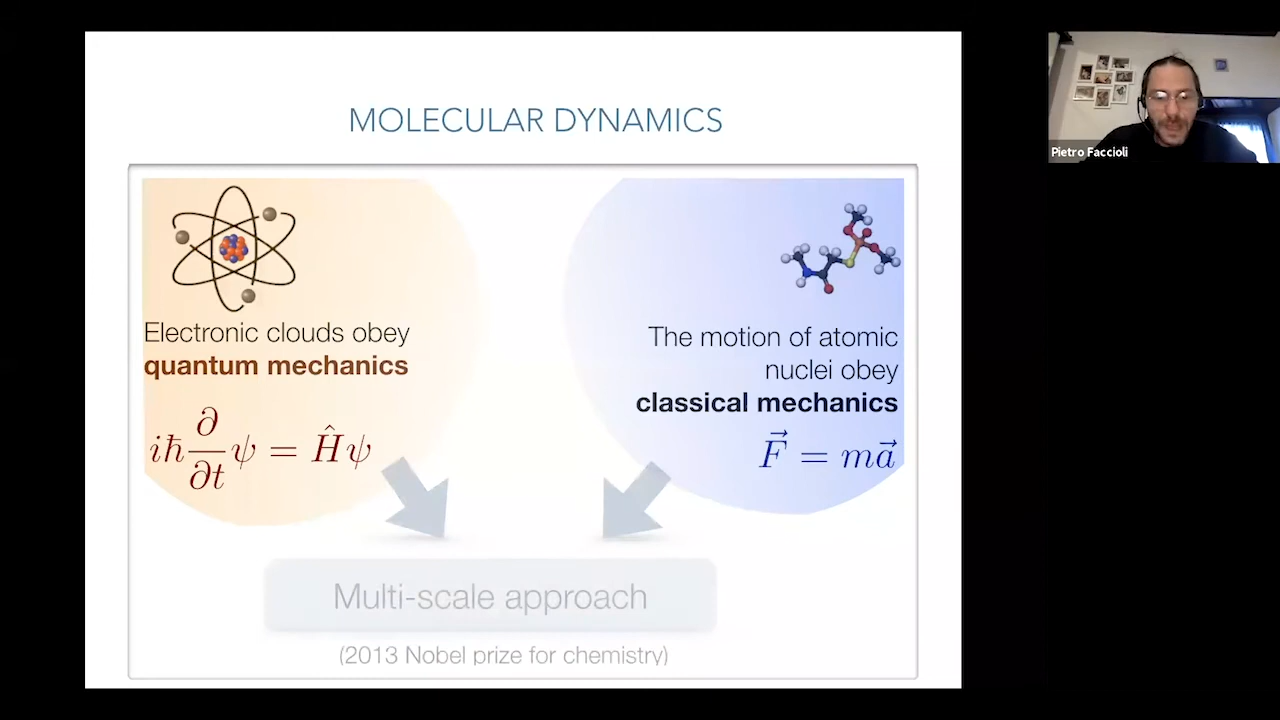 MOLECULAR DYNAMICS
Electronic clouds obey
quantum mechanics
iħ ∂/∂t ψ = Ĥψ
The motion of atomic
nuclei obey
classical mechanics
F⃗ = ma⃗
Multi-scale approach
(2013 Nobel prize for chemistry)
Pietro Faccioli